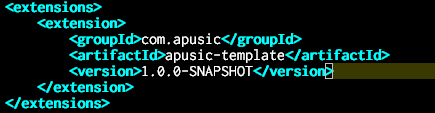 <extensions>
<extension>
<groupId>com.apusic</groupId>
<artifactId>apusic-template</artifactId>
<version>1.0.0-SNAPSHOT</version>
</extension>
</extensions>